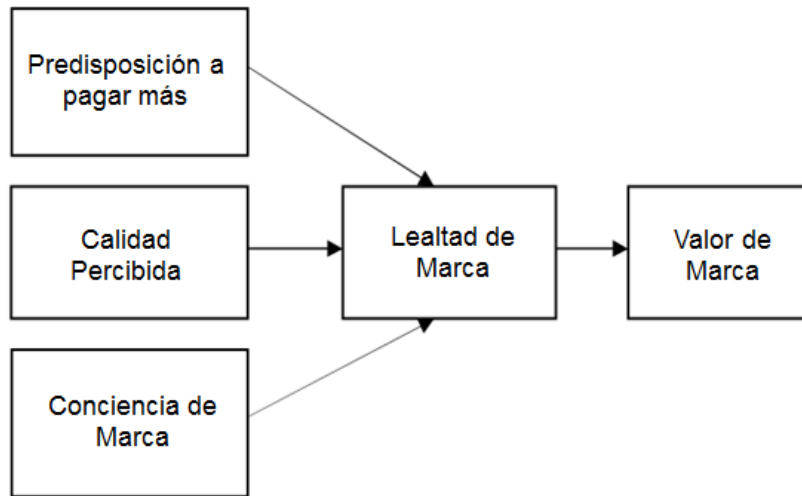 Predisposición a
pagar más
Calidad
Percibida
Lealtad de
Marca
Valor de
Marca
Conciencia de
Marca